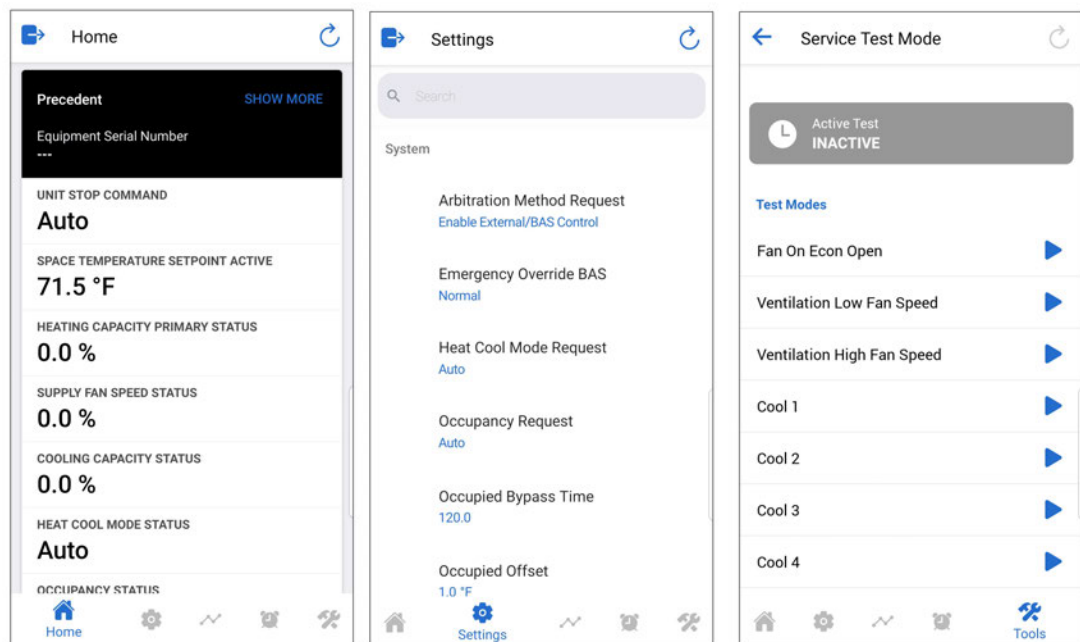 Home
Precedent
SHOW MORE
Equipment Serial Number
---
UNIT STOP COMMAND
Auto
SPACE TEMPERATURE SETPOINT ACTIVE
71.5 °F
HEATING CAPACITY PRIMARY STATUS
0.0 %
SUPPLY FAN SPEED STATUS
0.0 %
COOLING CAPACITY STATUS
0.0 %
HEAT COOL MODE STATUS
Auto
OCCUPANCY STATUS
Home
Settings
Search
System
Arbitration Method Request
Enable External/BAS Control
Emergency Override BAS
Normal
Heat Cool Mode Request
Auto
Occupancy Request
Auto
Occupied Bypass Time
120.0
Occupied Offset
1.0 °F
Settings
Service Test Mode
Active Test
INACTIVE
Test Modes
Fan On Econ Open
Ventilation Low Fan Speed
Ventilation High Fan Speed
Cool 1
Cool 2
Cool 3
Cool 4
Tools